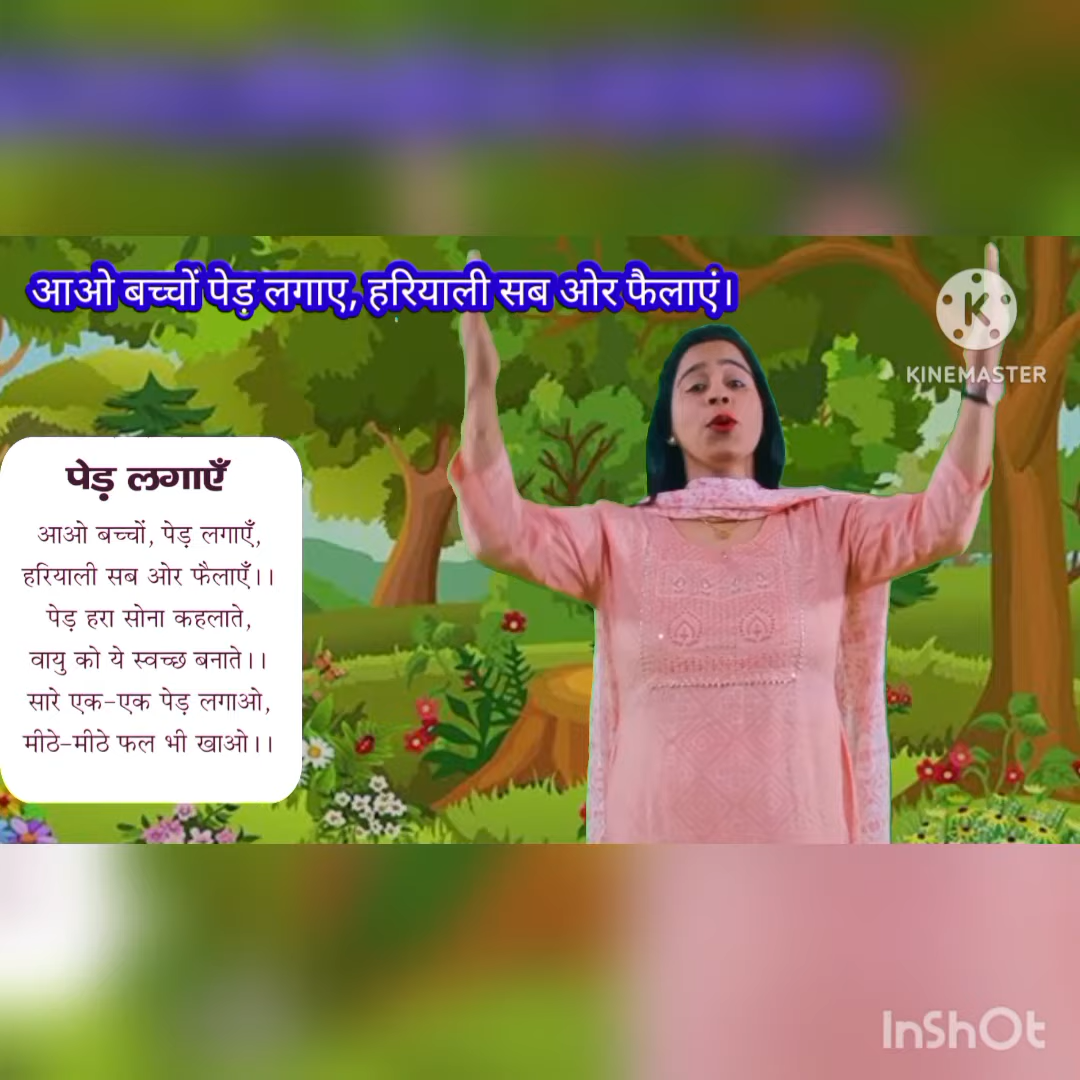 आओ बच्चों पेड़ लगाए, हरियाली सब ओर फैलाएं।
KINEMASTER
पेड़ लगाएँ
आओ बच्चों, पेड़ लगाएँ,
हरियाली सब ओर फैलाएँ।।
पेड़ हरा सोना कहलाते,
वायु को ये स्वच्छ बनाते।।
सारे एक-एक पेड़ लगाओ,
मीठे-मीठे फल भी खाओ।।
InShOt